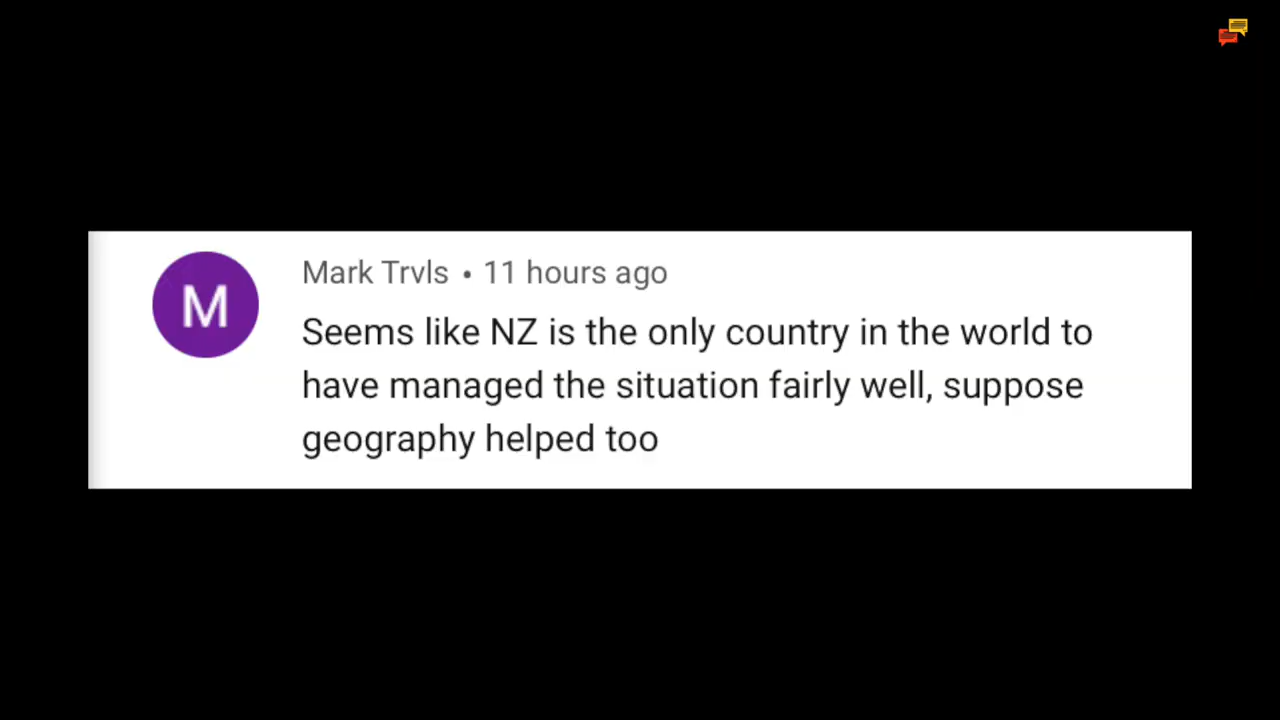 M
Mark Trvls • 11 hours ago
Seems like NZ is the only country in the world to
have managed the situation fairly well, suppose
geography helped too